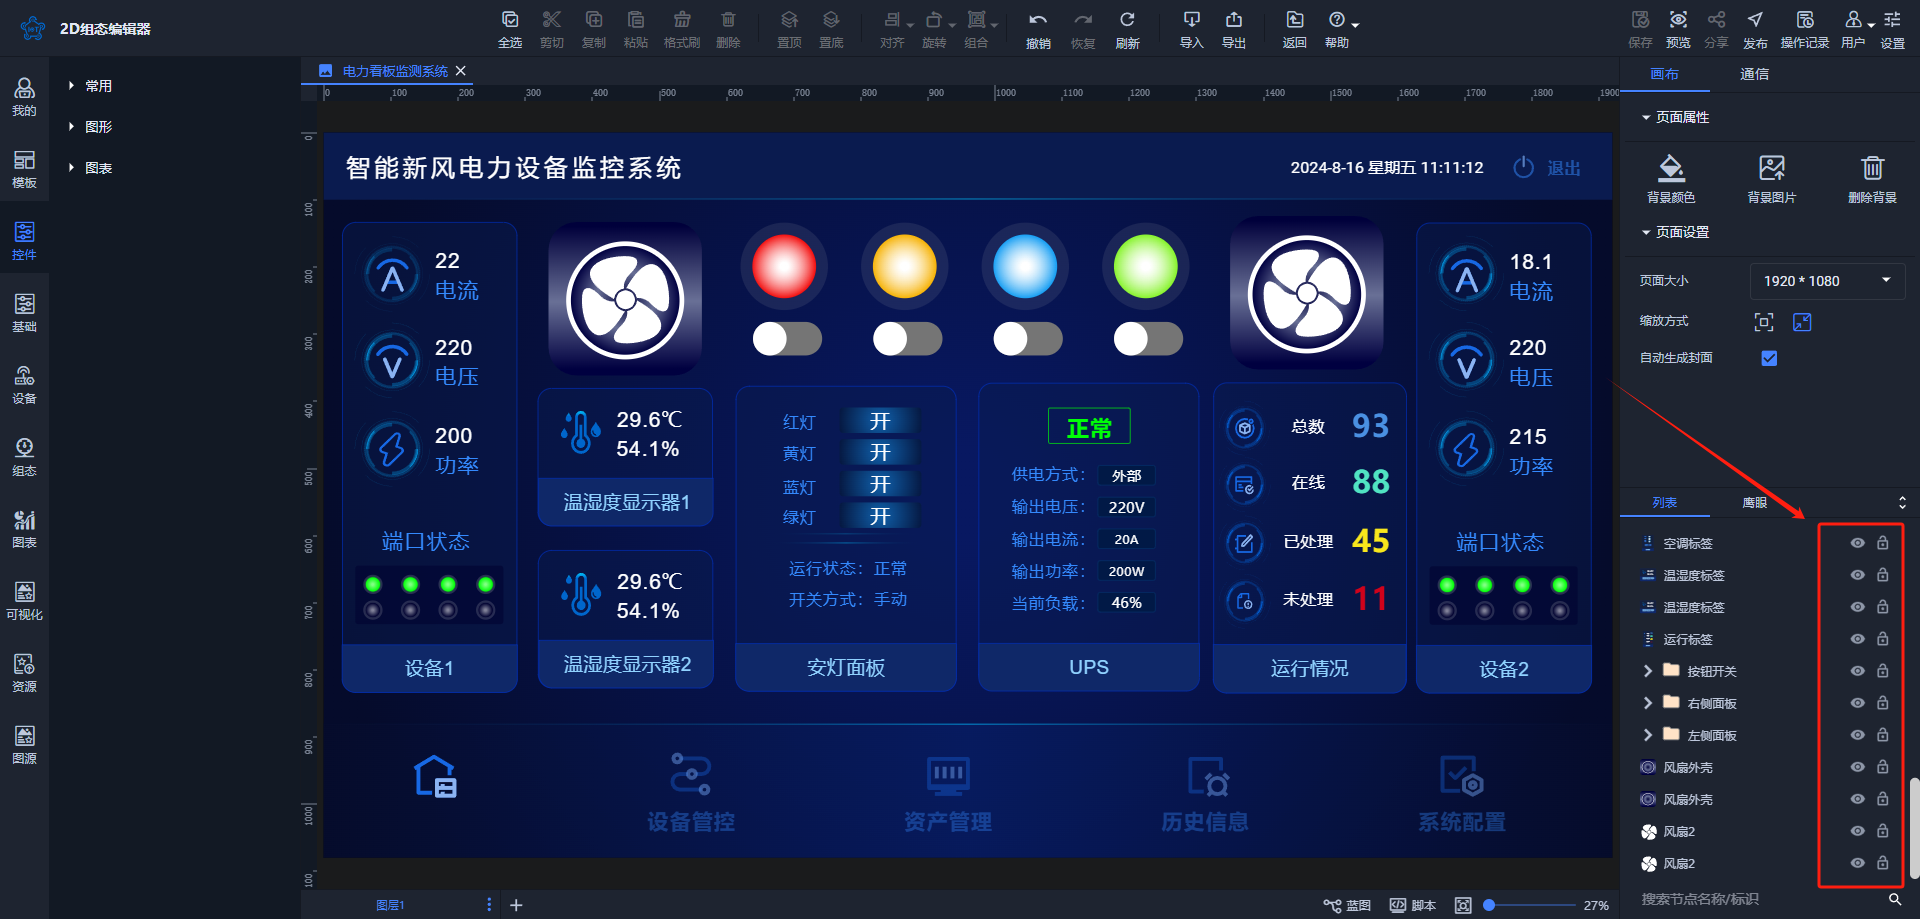 2D组态编辑器
全选 剪切 复制 粘贴 格式刷 删除 置顶 置底 对齐 旋转 组合 撤销 恢复 刷新 导入 导出 返回 帮助
保存 预览 分享 发布 操作记录 用户 设置
我的
模板
控件
基础
设备
组态
图表
可视化
资源
图源
常用
图形
图表
电力看板监测系统
0 100 200 300 400 500 600 700 800 900 1000 1100 1200 1300 1400 1500 1600 1700 1800 1900
0
100
200
300
400
500
600
700
800
900
1000
100
智能新风电力设备监控系统
2024-8-16 星期五 11:11:12
退出
22
电流
220
电压
200
功率
端口状态
设备1
29.6℃
54.1%
温湿度显示器1
29.6℃
54.1%
温湿度显示器2
红灯 开
黄灯 开
蓝灯 开
绿灯 开
运行状态：正常
开关方式：手动
安灯面板
正常
供电方式： 外部
输出电压： 220V
输出电流： 20A
输出功率： 200W
当前负载： 46%
UPS
总数 93
在线 88
已处理 45
未处理 11
运行情况
18.1
电流
220
电压
215
功率
端口状态
设备2
设备管控
资产管理
历史信息
系统配置
图层1
蓝图
脚本
27%
画布 通信
页面属性
背景颜色 背景图片 删除背景
页面设置
页面大小 1920 * 1080
缩放方式
自动生成封面
列表 鹰眼
空调标签
温湿度标签
温湿度标签
运行标签
按钮开关
右侧面板
左侧面板
风扇外壳
风扇外壳
风扇2
风扇2
搜索节点名称/标识